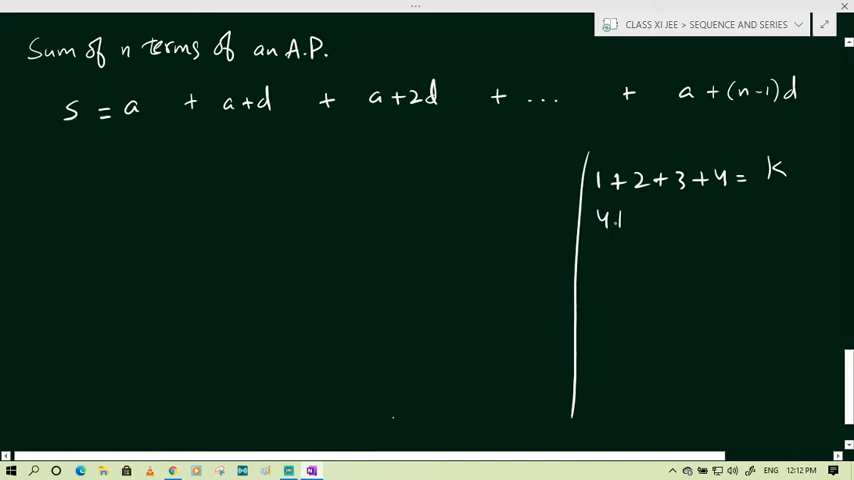 CLASS XI JEE > SEQUENCE AND SERIES
Sum of n terms of an A.P.
S = a + a+d + a+2d + ... + a+(n-1)d
1+2+3+4 = K
4.1
ENG 12:12 PM